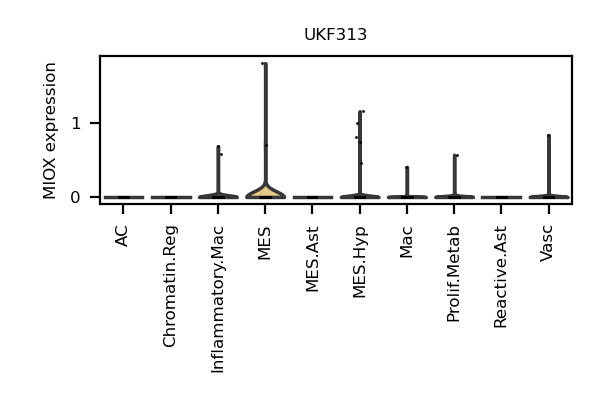 UKF313
MIOX expression
1
0
AC
Chromatin.Reg
Inflammatory.Mac
MES
MES.Ast
MES.Hyp
Mac
Prolif.Metab
Reactive.Ast
Vasc